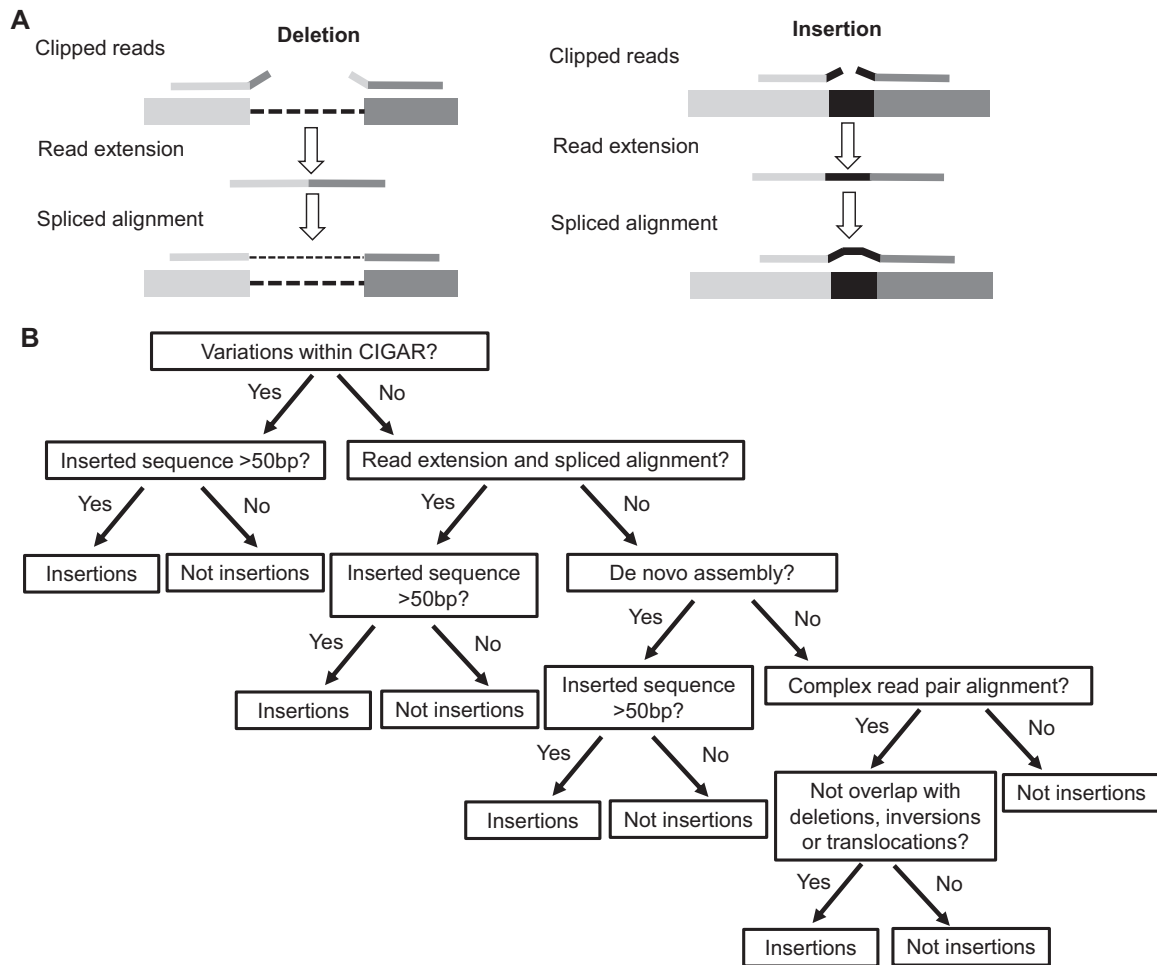 A
Deletion
Clipped reads
Read extension
Spliced alignment
Insertion
Clipped reads
Read extension
Spliced alignment
B
Variations within CIGAR?
Yes
No
Inserted sequence >50bp?
Read extension and spliced alignment?
Yes
No
Yes
No
Insertions
Not insertions
Inserted sequence
>50bp?
De novo assembly?
Yes
No
Yes
No
Insertions
Not insertions
Inserted sequence
>50bp?
Complex read pair alignment?
Yes
No
Yes
No
Insertions
Not insertions
Not overlap with
deletions, inversions
or translocations?
Not insertions
Yes
No
Insertions
Not insertions